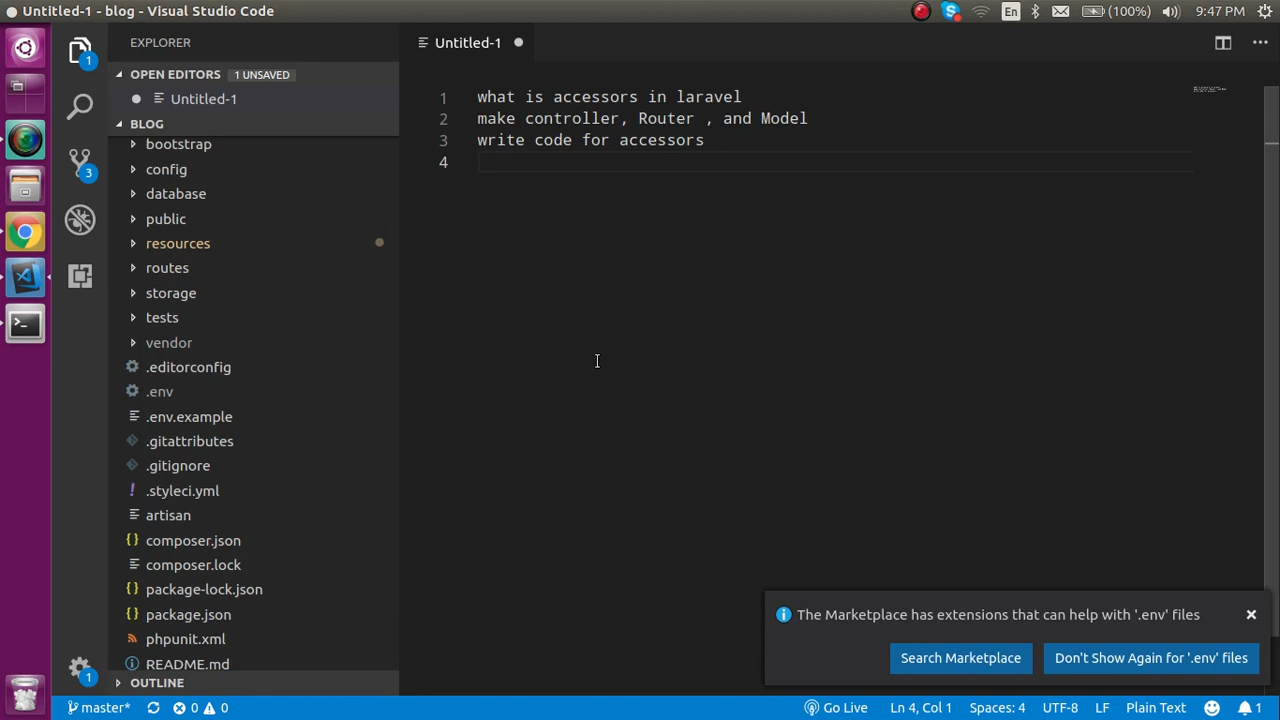 Untitled-1 - blog - Visual Studio Code
En
(100%)
9:47 PM
EXPLORER
Untitled-1
OPEN EDITORS 1 UNSAVED
Untitled-1
BLOG
bootstrap
config
database
public
resources
routes
storage
tests
vendor
.editorconfig
.env
.env.example
.gitattributes
.gitignore
.styleci.yml
artisan
composer.json
composer.lock
package-lock.json
package.json
phpunit.xml
README.md
OUTLINE
1
3
1
1 what is accessors in laravel
2 make controller, Router , and Model
3 write code for accessors
4
The Marketplace has extensions that can help with '.env' files
Search Marketplace
Don't Show Again for '.env' files
master*
0
0
Go Live
Ln 4, Col 1
Spaces: 4
UTF-8
LF
Plain Text
1